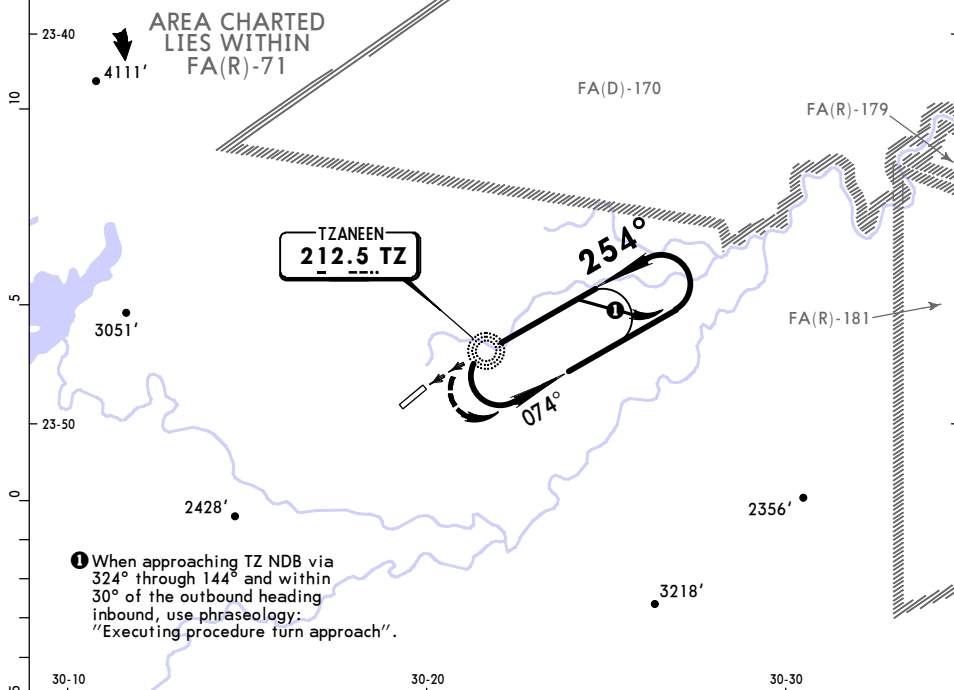 23-40
AREA CHARTED
LIES WITHIN
FA(R)-71
4111'
FA(D)-170
FA(R)-179
10
TZANEEN
212.5 TZ
254°
5
3051'
1
FA(R)-181
074°
23-50
0
2428'
2356'
1 When approaching TZ NDB via
324° through 144° and within
30° of the outbound heading
inbound, use phraseology:
"Executing procedure turn approach".
3218'
30-10
30-20
30-30
5